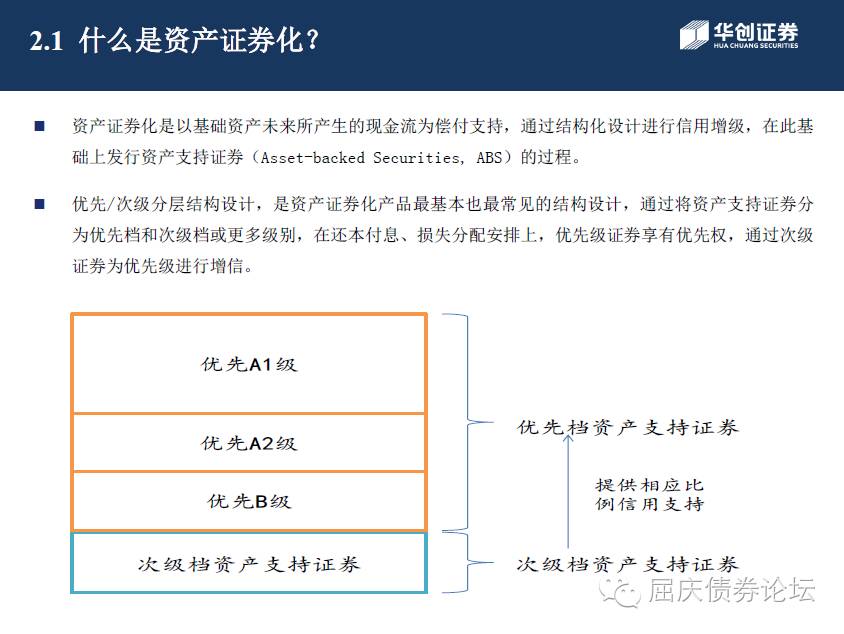 2.1 什么是资产证券化？
华创证券
HUA CHUANG SECURITIES
■ 资产证券化是以基础资产未来所产生的现金流为偿付支持，通过结构化设计进行信用增级，在此基
础上发行资产支持证券（Asset-backed Securities, ABS）的过程。
■ 优先/次级分层结构设计，是资产证券化产品最基本也最常见的结构设计，通过将资产支持证券分
为优先档和次级档或更多级别，在还本付息、损失分配安排上，优先级证券享有优先权，通过次级
证券为优先级进行增信。
优先A1级
优先A2级
优先B级
次级档资产支持证券
优先档资产支持证券
提供相应比
例信用支持
次级档资产支持证券
屈庆债券论坛